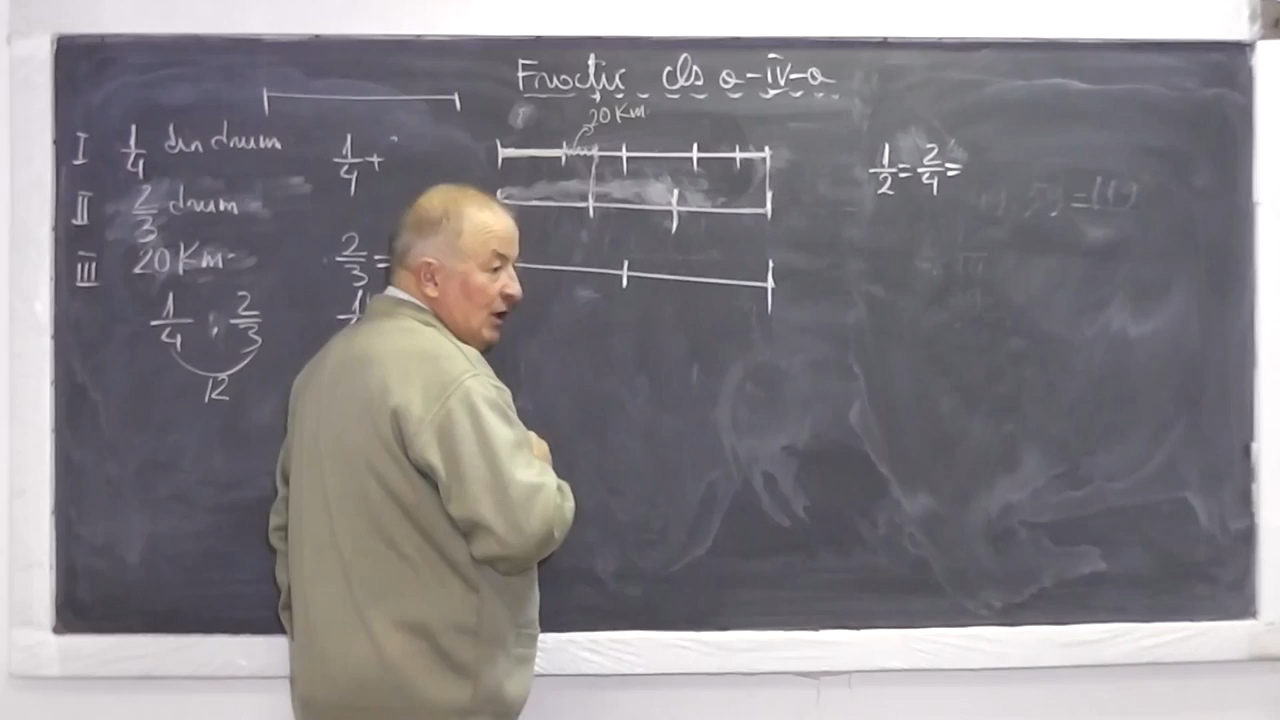 Fracții cls a-IV-a
20 Km
I 1/4 din drum
1/4 +
1/2 = 2/4 =
II 2/3 drum
III 20 Km
2/3 =
1/4 , 2/3
12